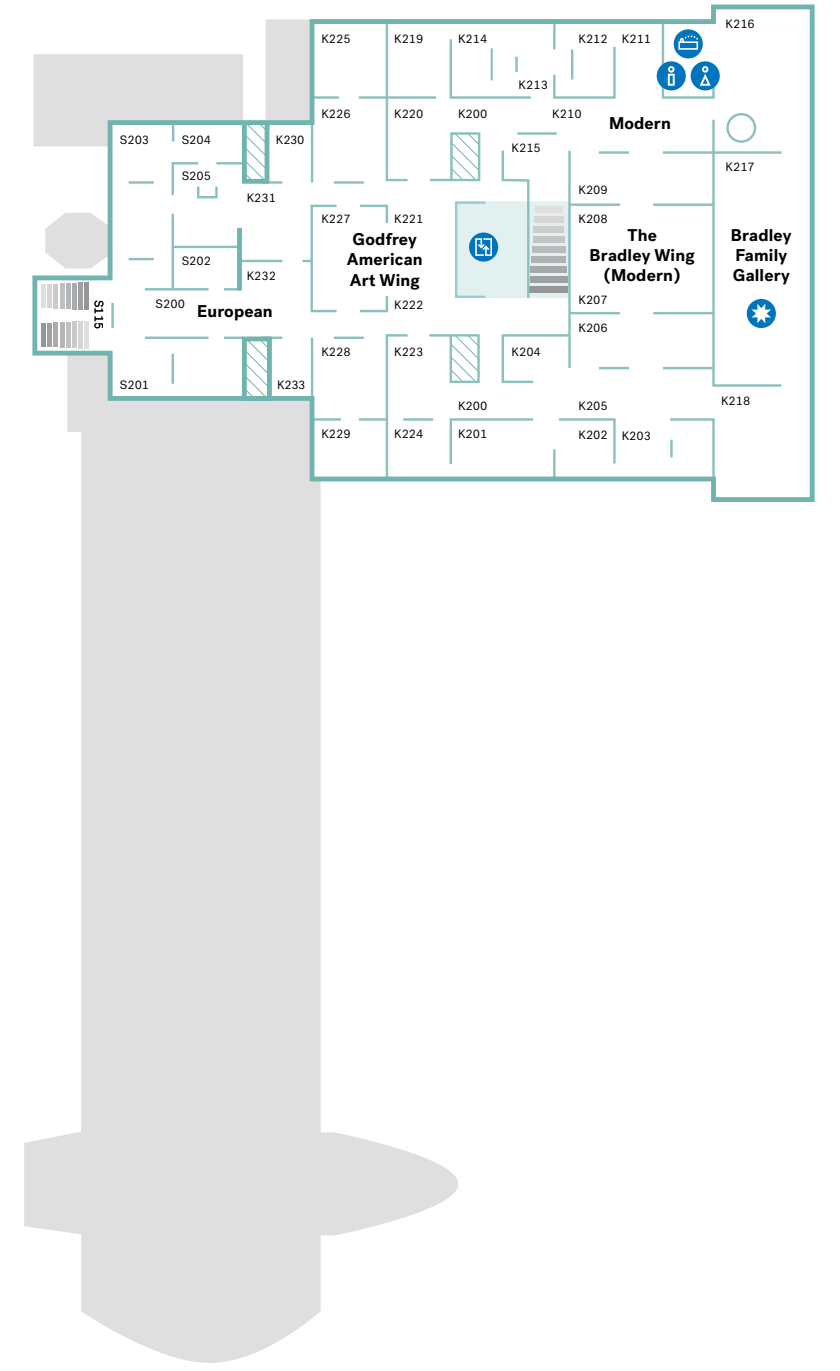 K216
K225
K219
K214
K212
K211
K213
K226
K220
K200
K210
Modern
S203
S204
K230
K215
K217
S205
K209
K231
K227
K221
K208
Godfrey
American
Art Wing
The
Bradley Wing
(Modern)
Bradley
Family
Gallery
S202
K232
S200
S115
European
K222
K207
K206
K228
K223
K204
S201
K233
K200
K205
K218
K229
K224
K201
K202
K203